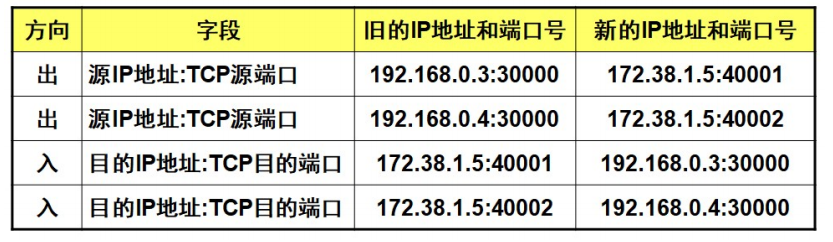 方向 字段 旧的IP地址和端口号 新的IP地址和端口号
出 源IP地址:TCP源端口 192.168.0.3:30000 172.38.1.5:40001
出 源IP地址:TCP源端口 192.168.0.4:30000 172.38.1.5:40002
入 目的IP地址:TCP目的端口 172.38.1.5:40001 192.168.0.3:30000
入 目的IP地址:TCP目的端口 172.38.1.5:40002 192.168.0.4:30000